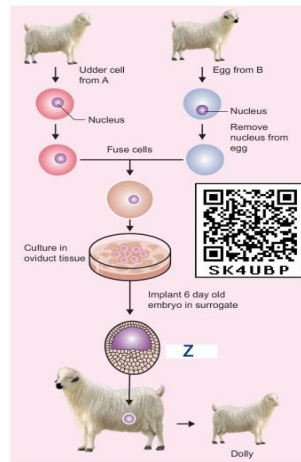 Udder cell
from A
Egg from B
Nucleus
Nucleus
Remove
nucleus from
egg
Fuse cells
Culture in
oviduct tissue
SK4UBP
Implant 6 day old
embryo in surrogate
Z
Dolly